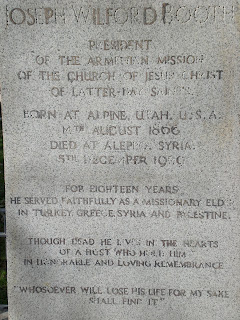 JOSEPH WILFORD BOOTH
PRESIDENT
OF THE ARMENIAN MISSION
OF THE CHURCH OF JESUS CHRIST
OF LATTER-DAY SAINTS.
BORN AT ALPINE, UTAH, U.S.A.
14TH AUGUST 1866
DIED AT ALEPPO, SYRIA.
5TH DECEMBER
FOR EIGHTEEN YEARS
HE SERVED FAITHFULLY AS A MISSIONARY ELDER
IN TURKEY, GREECE, SYRIA AND PALESTINE.
THOUGH DEAD HE LIVES IN THE HEARTS
OF A HOST WHO HOLD HIM
IN HONORABLE AND LOVING REMEMBRANCE
"WHOSOEVER WILL LOSE HIS LIFE FOR MY SAKE
SHALL FIND IT"